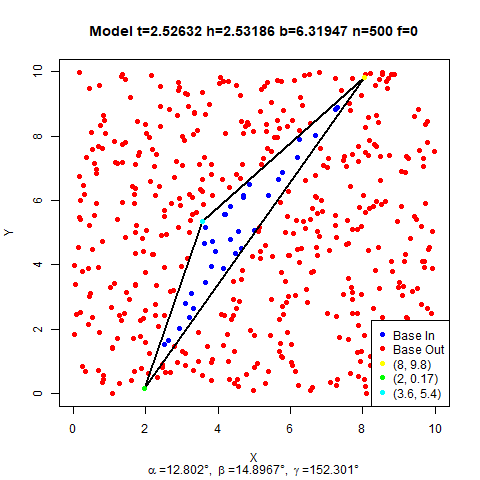 Model t=2.52632 h=2.53186 b=6.31947 n=500 f=0
10
8
6
4
2
0
Y
Base In
Base Out
(8, 9.8)
(2, 0.17)
(3.6, 5.4)
0 2 4 6 8 10
X
α =12.802°, β =14.8967°, γ =152.301°